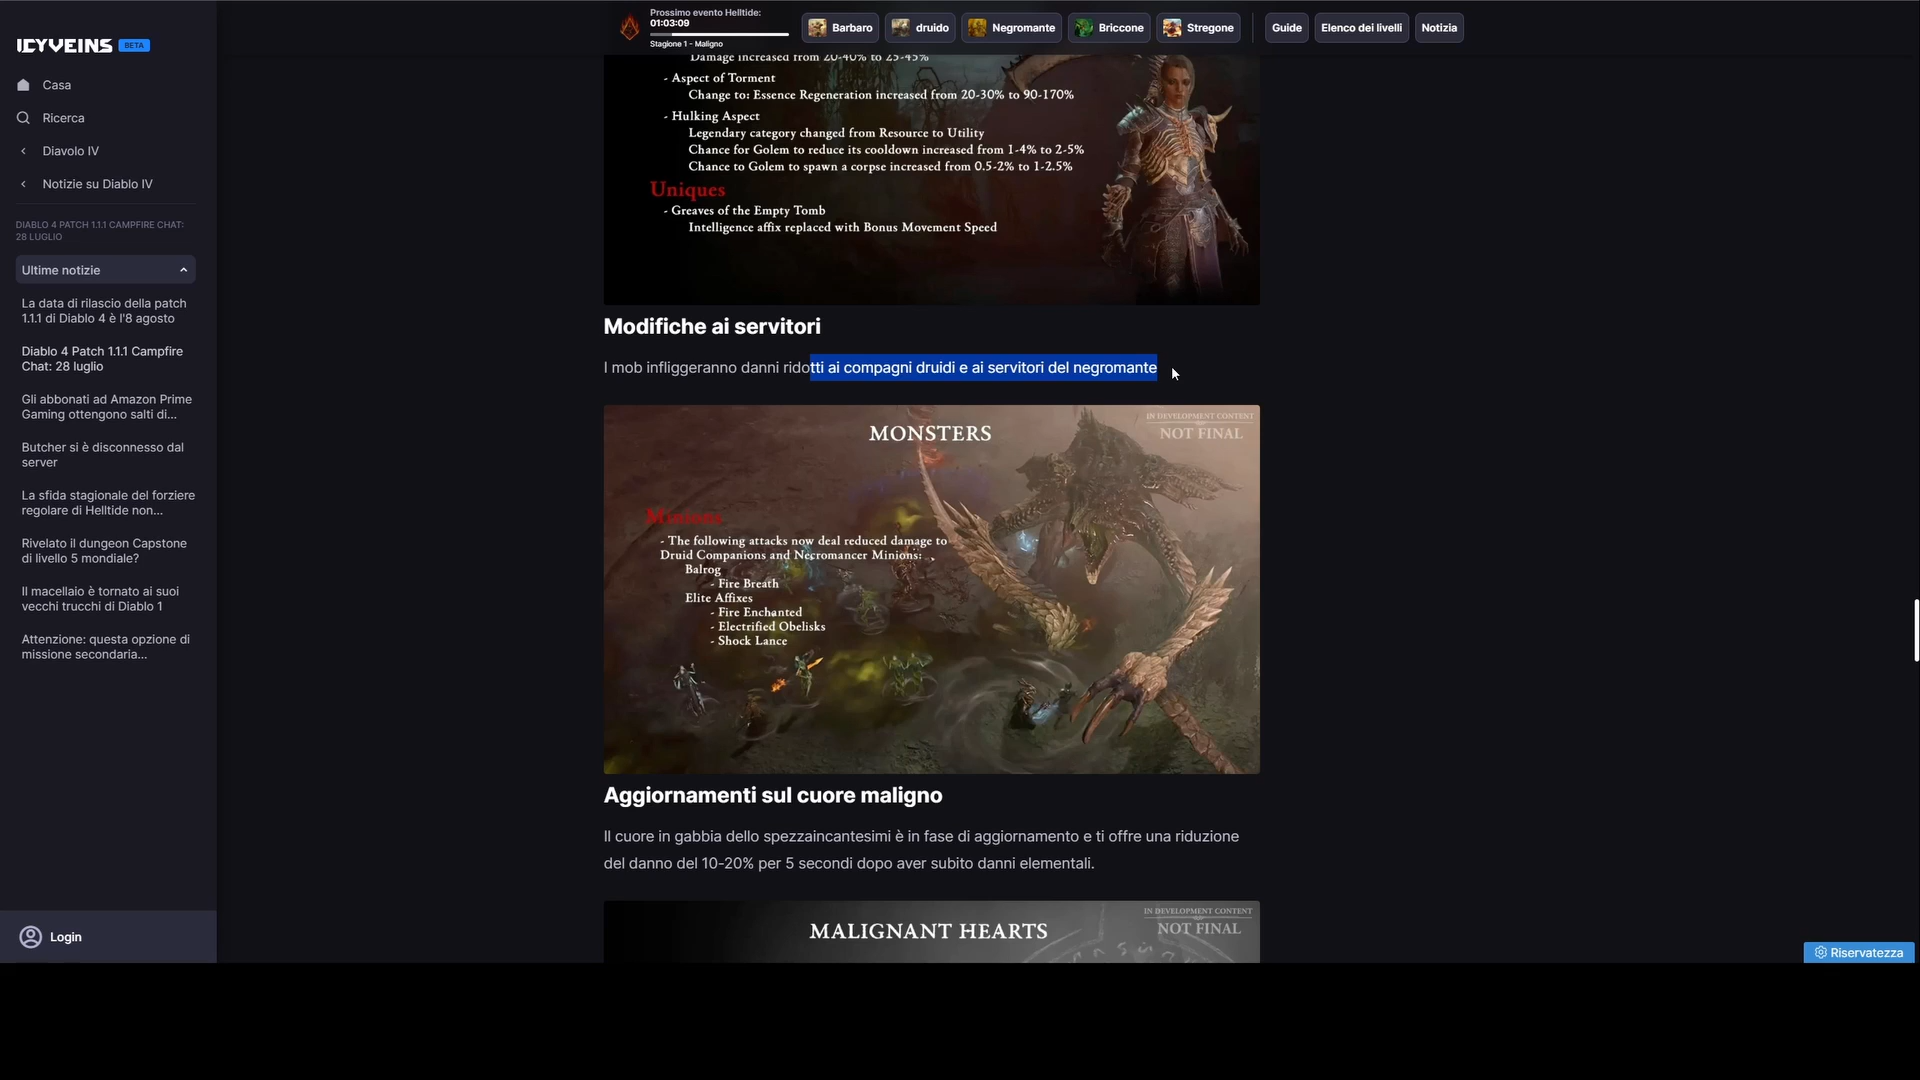 ICYVEINS BETA
Casa
Ricerca
Diavolo IV
Notizie su Diablo IV
DIABLO 4 PATCH 1.1.1 CAMPFIRE CHAT:
28 LUGLIO
Ultime notizie
La data di rilascio della patch
1.1.1 di Diablo 4 è l'8 agosto
Diablo 4 Patch 1.1.1 Campfire
Chat: 28 luglio
Gli abbonati ad Amazon Prime
Gaming ottengono salti di...
Butcher si è disconnesso dal
server
La sfida stagionale del forziere
regolare di Helltide non...
Rivelato il dungeon Capstone
di livello 5 mondiale?
Il macellaio è tornato ai suoi
vecchi trucchi di Diablo 1
Attenzione: questa opzione di
missione secondaria...
Login
Prossimo evento Helltide:
01:03:09
Stagione 1 - Maligno
Barbaro
druido
Negromante
Briccone
Stregone
Guide
Elenco dei livelli
Notizia
Damage increased from 20-40% to 25-45%
- Aspect of Torment
Change to: Essence Regeneration increased from 20-30% to 90-170%
- Hulking Aspect
Legendary category changed from Resource to Utility
Chance for Golem to reduce its cooldown increased from 1-4% to 2-5%
Chance to Golem to spawn a corpse increased from 0.5-2% to 1-2.5%
Uniques
- Greaves of the Empty Tomb
Intelligence affix replaced with Bonus Movement Speed
Modifiche ai servitori
I mob infliggeranno danni ridotti ai compagni druidi e ai servitori del negromante
IN DEVELOPMENT CONTENT
NOT FINAL
MONSTERS
Minions
- The following attacks now deal reduced damage to
Druid Companions and Necromancer Minions:
Balrog
- Fire Breath
Elite Affixes
- Fire Enchanted
- Electrified Obelisks
- Shock Lance
Aggiornamenti sul cuore maligno
Il cuore in gabbia dello spezzaincantesimi è in fase di aggiornamento e ti offre una riduzione
del danno del 10-20% per 5 secondi dopo aver subito danni elementali.
IN DEVELOPMENT CONTENT
NOT FINAL
MALIGNANT HEARTS
Riservatezza